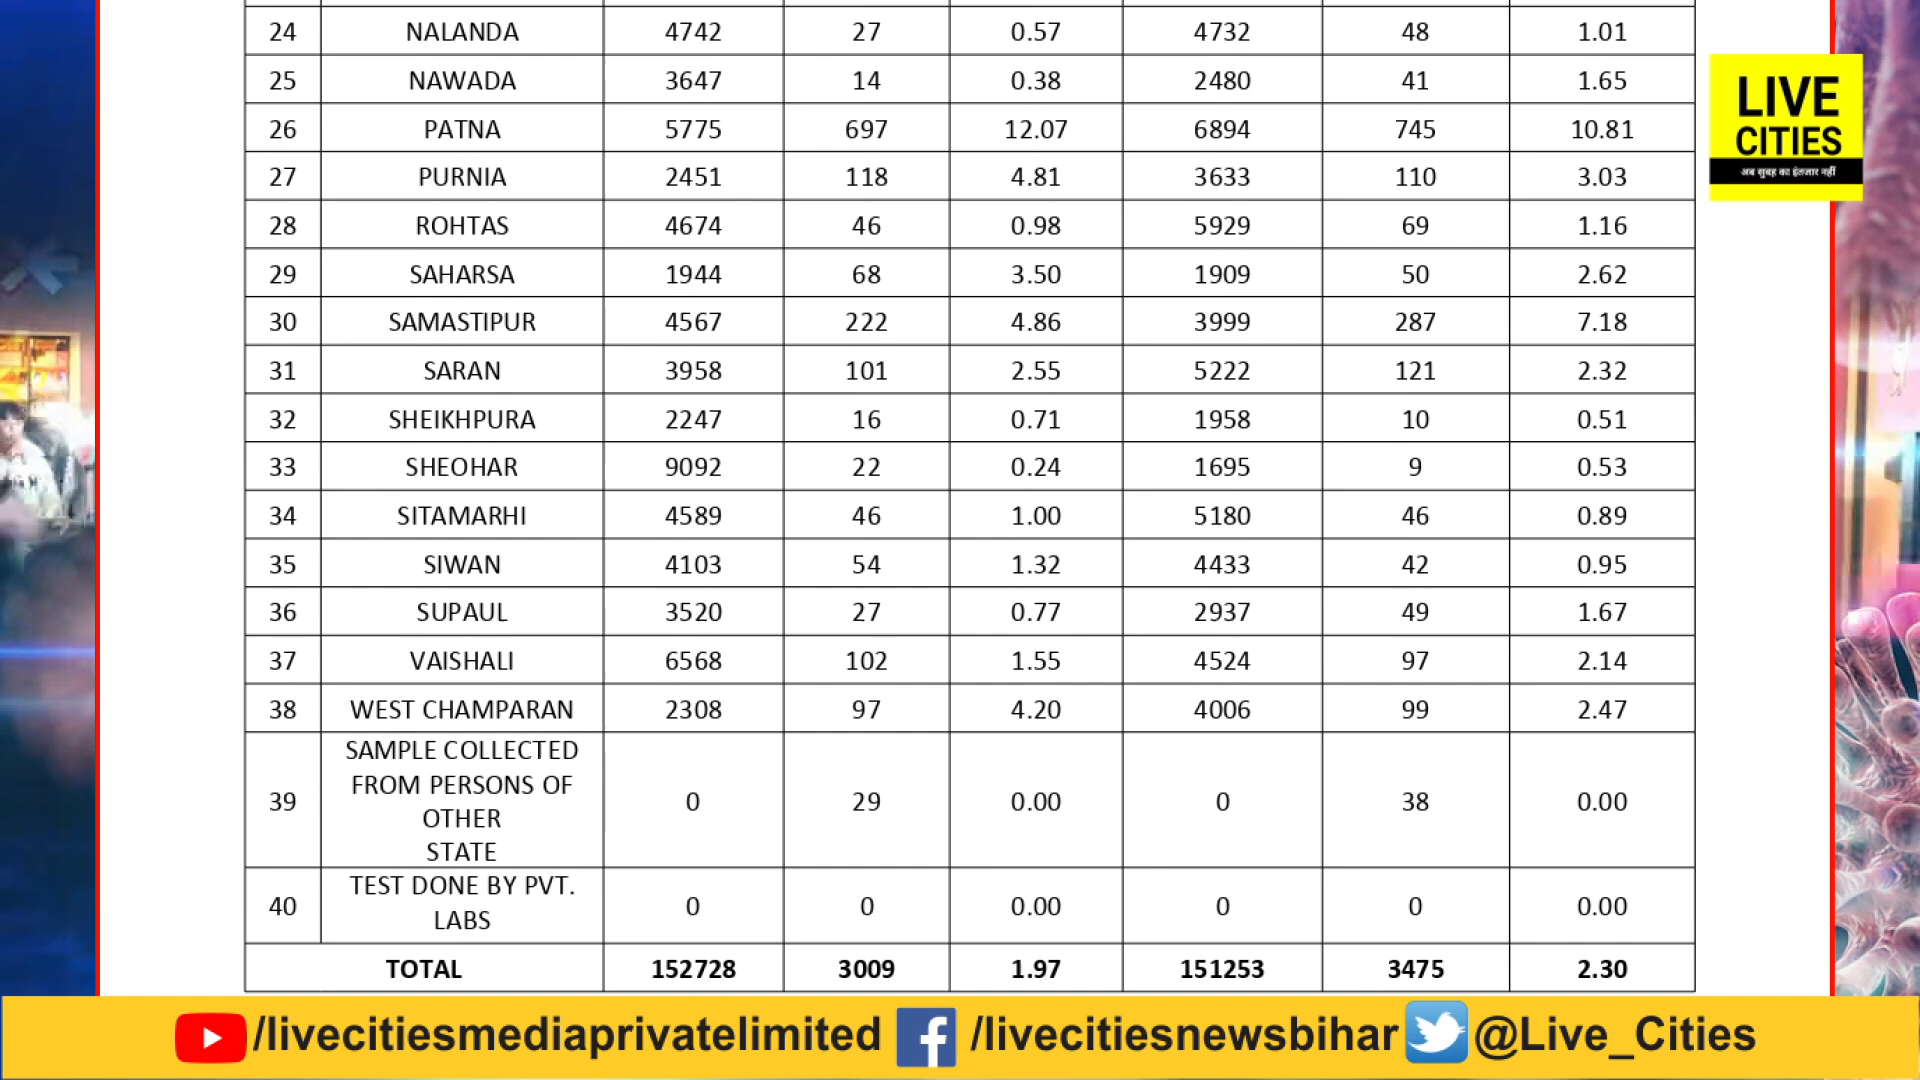 24 NALANDA 4742 27 0.57 4732 48 1.01
25 NAWADA 3647 14 0.38 2480 41 1.65
26 PATNA 5775 697 12.07 6894 745 10.81
27 PURNIA 2451 118 4.81 3633 110 3.03
28 ROHTAS 4674 46 0.98 5929 69 1.16
29 SAHARSA 1944 68 3.50 1909 50 2.62
30 SAMASTIPUR 4567 222 4.86 3999 287 7.18
31 SARAN 3958 101 2.55 5222 121 2.32
32 SHEIKHPURA 2247 16 0.71 1958 10 0.51
33 SHEOHAR 9092 22 0.24 1695 9 0.53
34 SITAMARHI 4589 46 1.00 5180 46 0.89
35 SIWAN 4103 54 1.32 4433 42 0.95
36 SUPAUL 3520 27 0.77 2937 49 1.67
37 VAISHALI 6568 102 1.55 4524 97 2.14
38 WEST CHAMPARAN 2308 97 4.20 4006 99 2.47
SAMPLE COLLECTED
FROM PERSONS OF
39 OTHER 0 29 0.00 0 38 0.00
STATE
TEST DONE BY PVT.
40 LABS 0 0 0.00 0 0 0.00
TOTAL 152728 3009 1.97 151253 3475 2.30
LIVE
CITIES
अब सुबह का इंतजार नहीं
/livecitiesmediaprivatelimited /livecitiesnewsbihar @Live_Cities